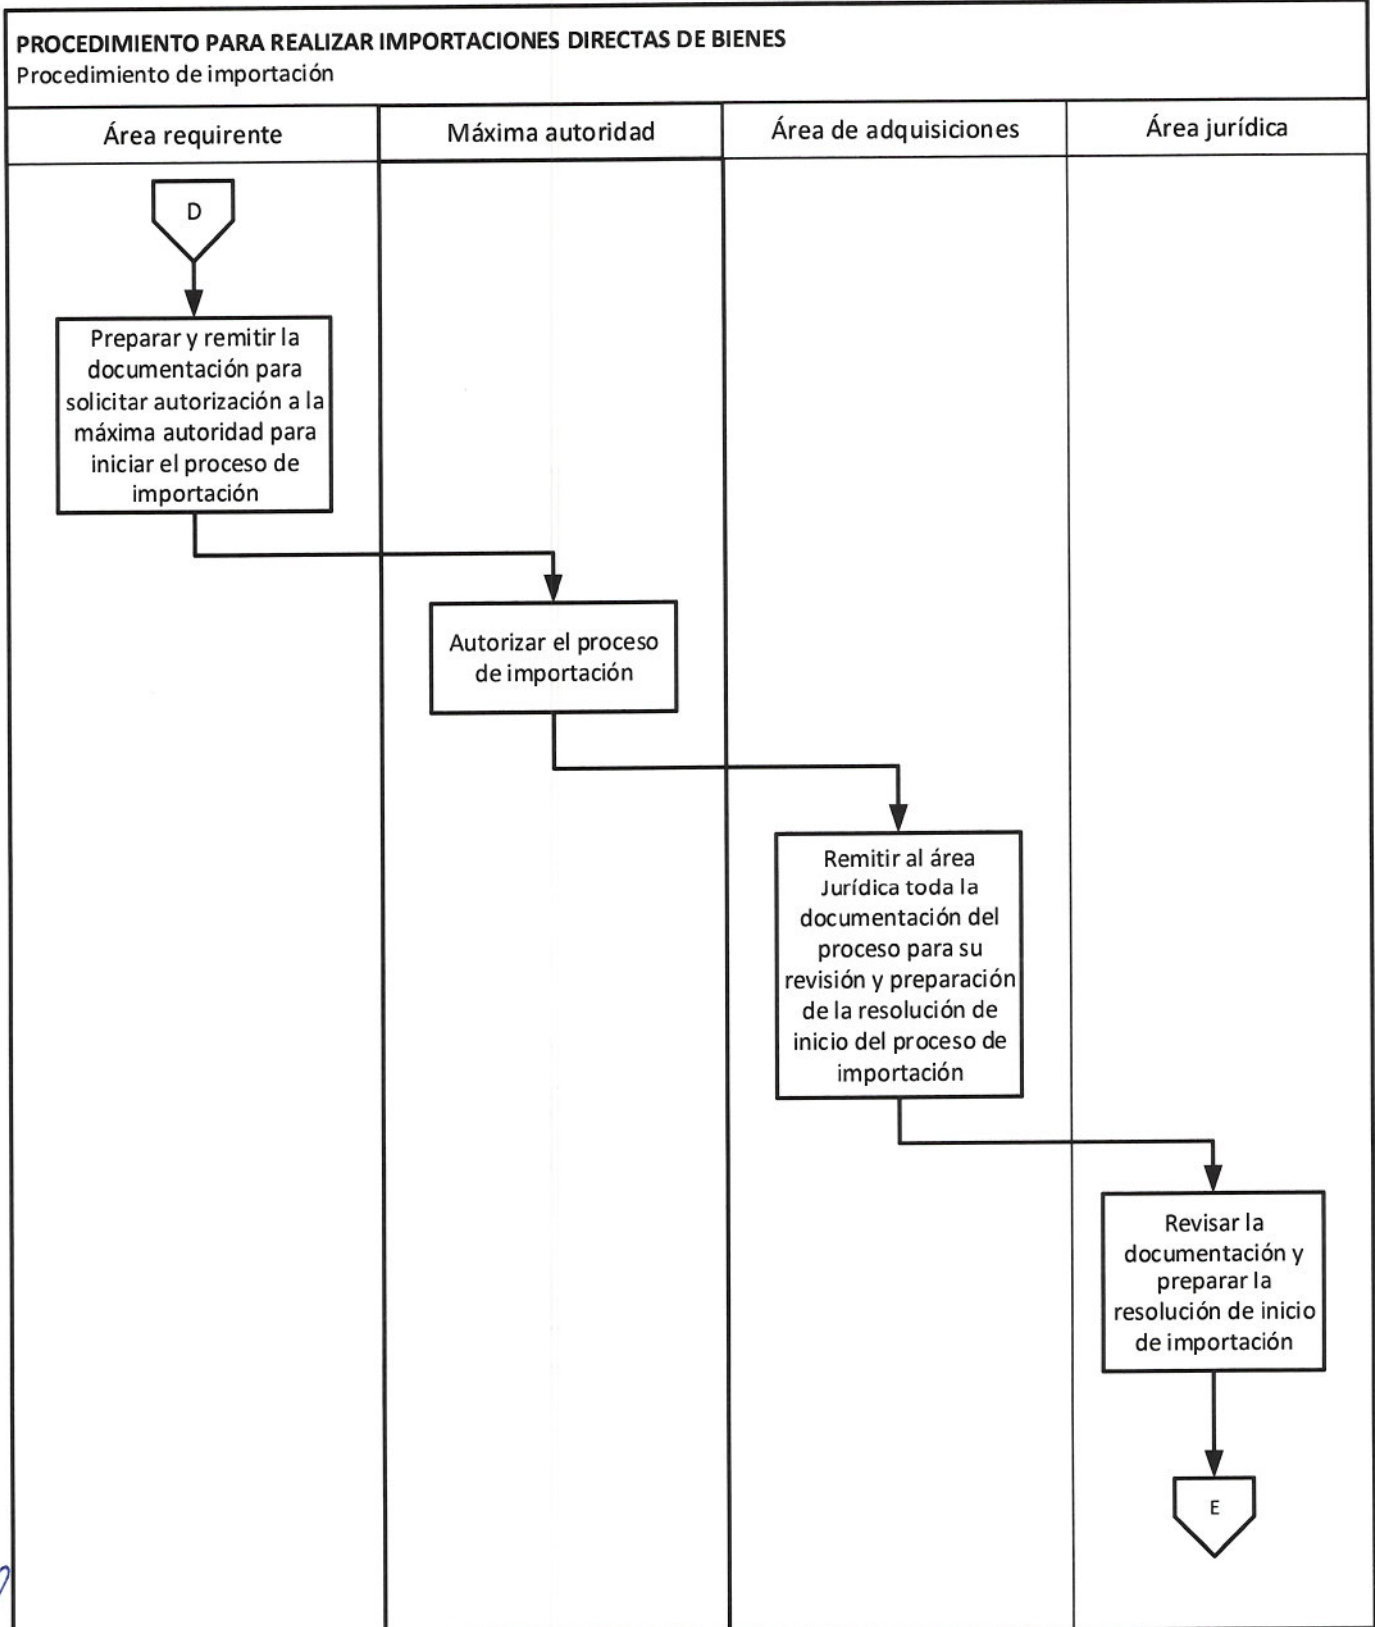 PROCEDIMIENTO PARA REALIZAR IMPORTACIONES DIRECTAS DE BIENES
Procedimiento de importación
Área requirente
Máxima autoridad
Área de adquisiciones
Área jurídica
D
Preparar y remitir la
documentación para
solicitar autorización a la
máxima autoridad para
iniciar el proceso de
importación
Autorizar el proceso
de importación
Remitir al área
Jurídica toda la
documentación del
proceso para su
revisión y preparación
de la resolución de
inicio del proceso de
importación
Revisar la
documentación y
preparar la
resolución de inicio
de importación
E